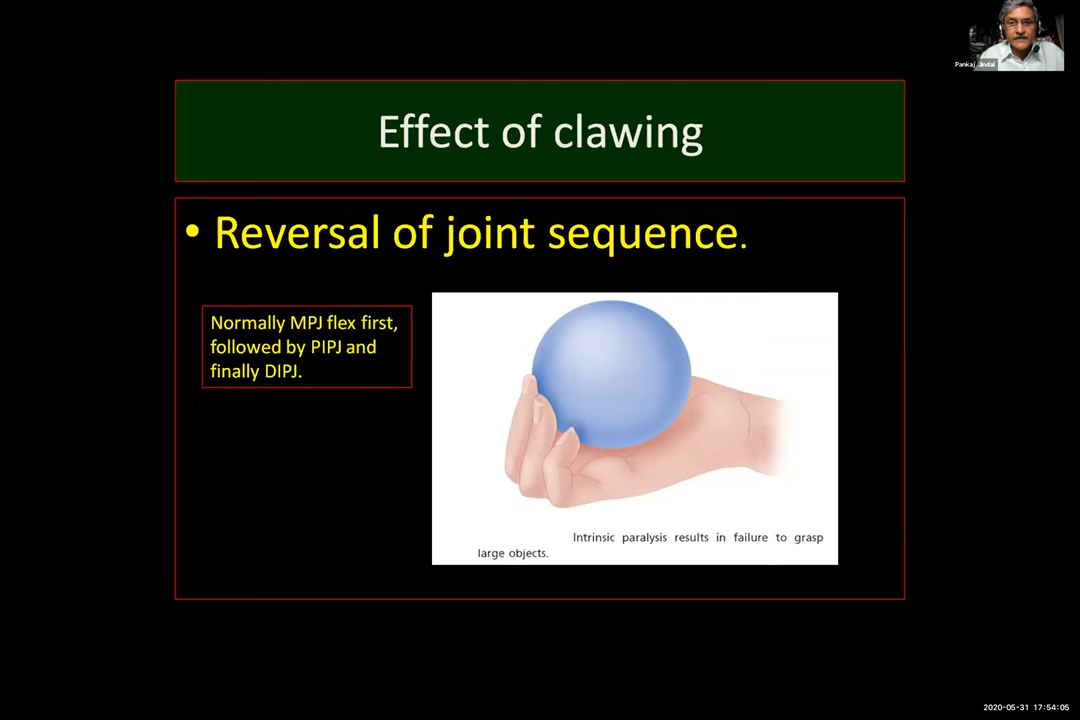 Pankaj Jindal
Effect of clawing
• Reversal of joint sequence.
Normally MPJ flex first,
followed by PIPJ and
finally DIPJ.
Intrinsic paralysis results in failure to grasp
large objects.
2020-05-31 17:54:05